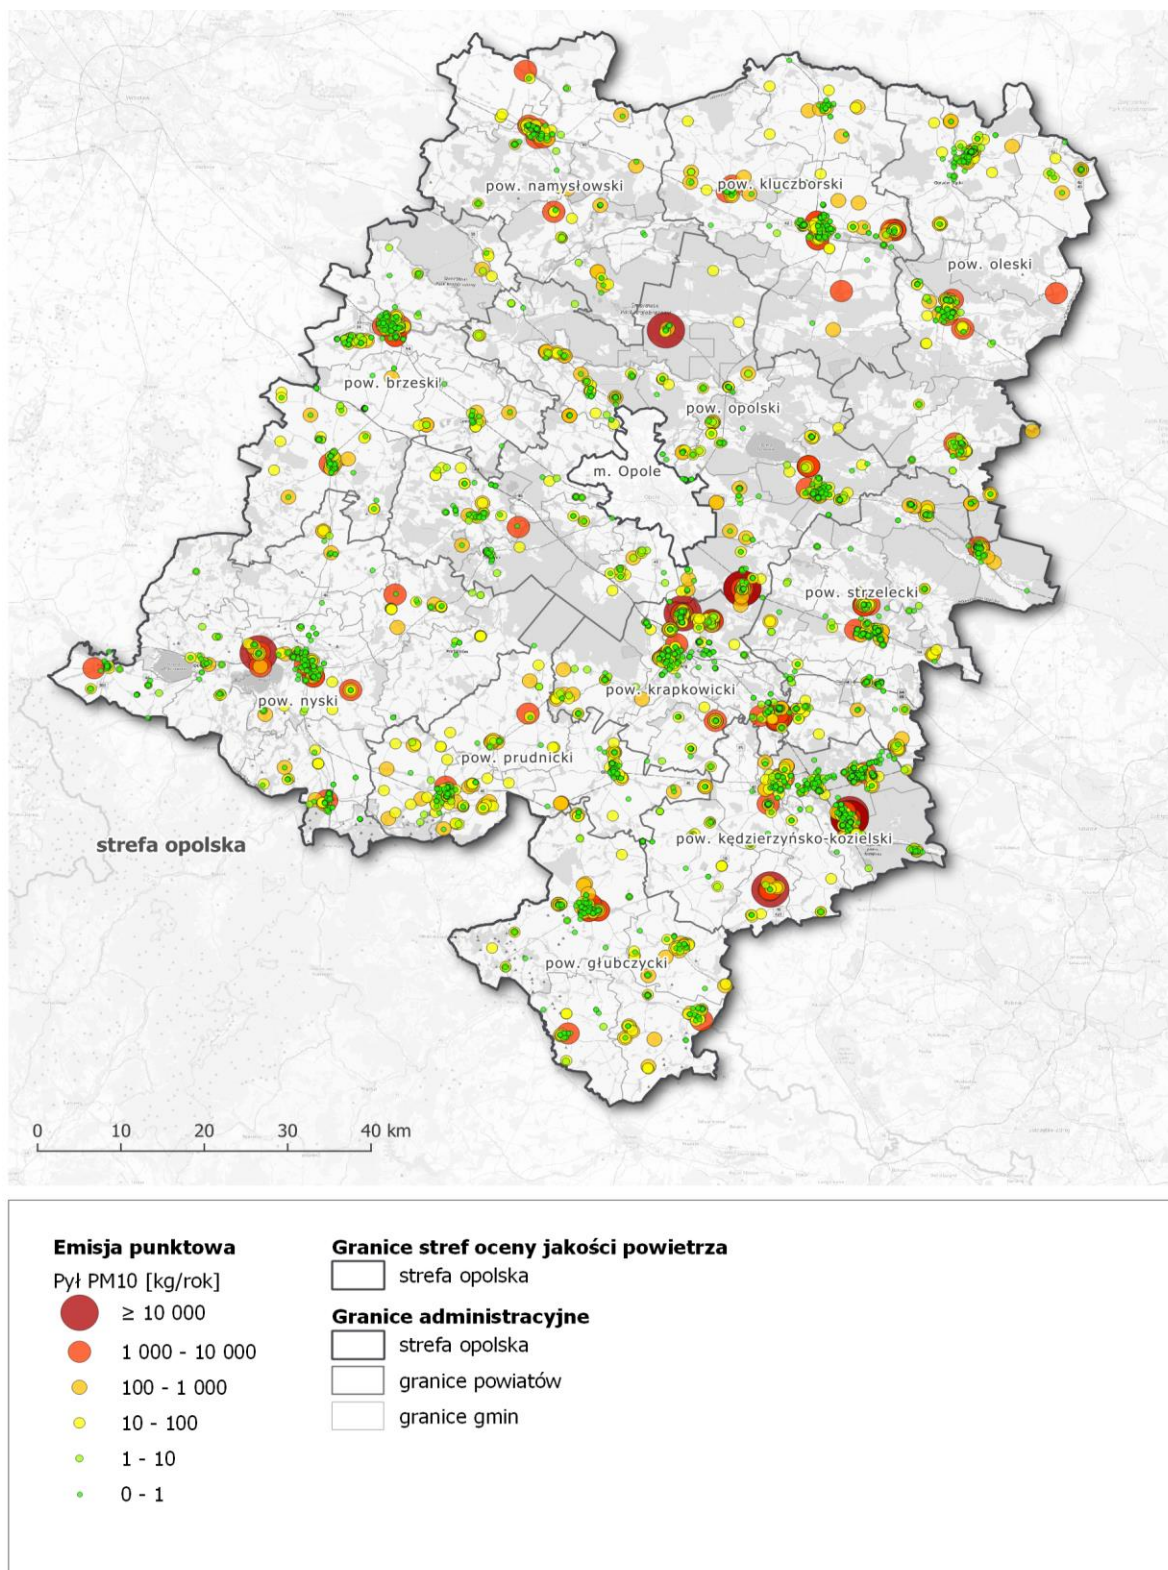 pow. namysłowski
pow. kluczborski
pow. oleski
pow. brzeski
pow. opolski
m. Opole
pow. strzelecki
pow. krapkowicki
pow. nyski
pow. prudnicki
strefa opolska
pow. kędzierzyńsko-kozielski
pow. głubczycki
0 10 20 30 40 km
Emisja punktowa
Pył PM10 [kg/rok]
≥ 10 000
1 000 - 10 000
100 - 1 000
10 - 100
1 - 10
0 - 1
Granice stref oceny jakości powietrza
strefa opolska
Granice administracyjne
strefa opolska
granice powiatów
granice gmin